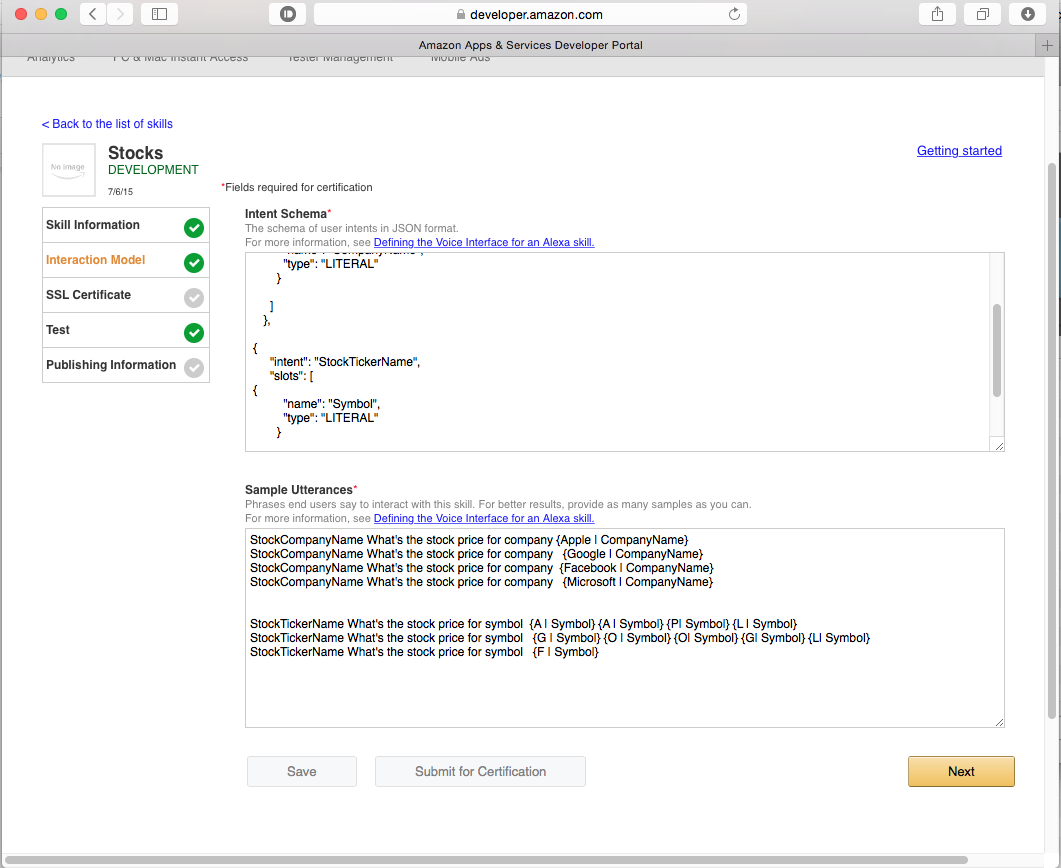 developer.amazon.com
Amazon Apps & Services Developer Portal
Analytics PC & Mac Instant Access Tester Management Mobile Ads
< Back to the list of skills
No image
Stocks
DEVELOPMENT
7/6/15
Getting started
*Fields required for certification
Skill Information
Interaction Model
SSL Certificate
Test
Publishing Information
Intent Schema*
The schema of user intents in JSON format.
For more information, see Defining the Voice Interface for an Alexa skill.
"name": "CompanyName",
"type": "LITERAL"
}
]
},
{
"intent": "StockTickerName",
"slots": [
{
"name": "Symbol",
"type": "LITERAL"
}
Sample Utterances*
Phrases end users say to interact with this skill. For better results, provide as many samples as you can.
For more information, see Defining the Voice Interface for an Alexa skill.
StockCompanyName What's the stock price for company {Apple | CompanyName}
StockCompanyName What's the stock price for company {Google | CompanyName}
StockCompanyName What's the stock price for company {Facebook | CompanyName}
StockCompanyName What's the stock price for company {Microsoft | CompanyName}
StockTickerName What's the stock price for symbol {A | Symbol} {A | Symbol} {P| Symbol} {L | Symbol}
StockTickerName What's the stock price for symbol {G | Symbol} {O | Symbol} {O| Symbol} {G| Symbol} {L| Symbol}
StockTickerName What's the stock price for symbol {F | Symbol}
Save
Submit for Certification
Next